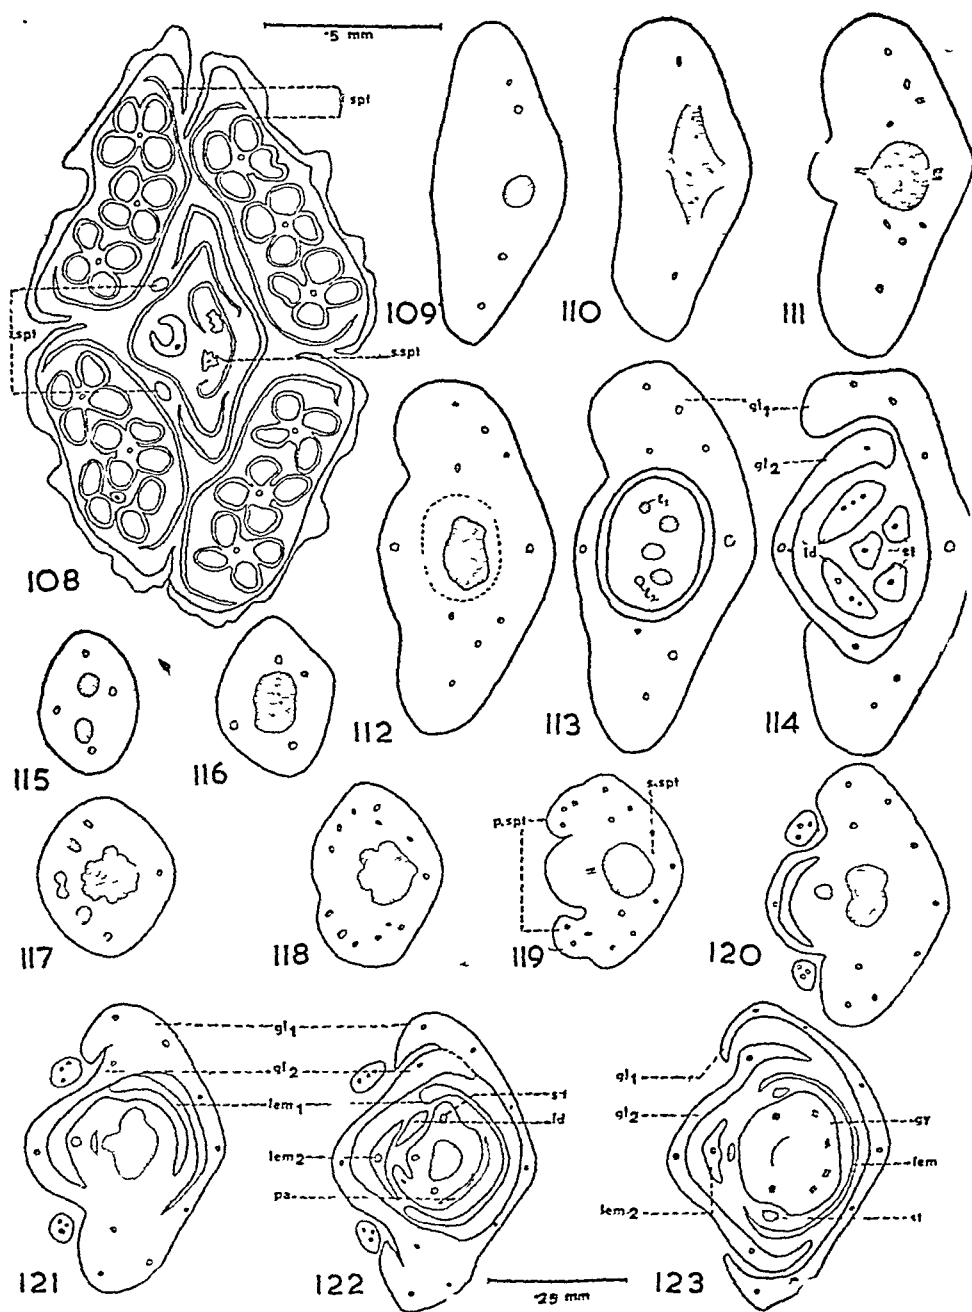 ·5 mm
spt
spt
s.spt
108
109
110
111
112
l₁
l₂
113
gl₁
gl₂
ld
st
114
115
116
117
118
p.spt
s.spt
119
120
gl₁
gl₂
lem₁
lem₂
pa
st
ld
121
122
·25 mm
gl₁
gl₂
lem₂
gy
lem
st
123